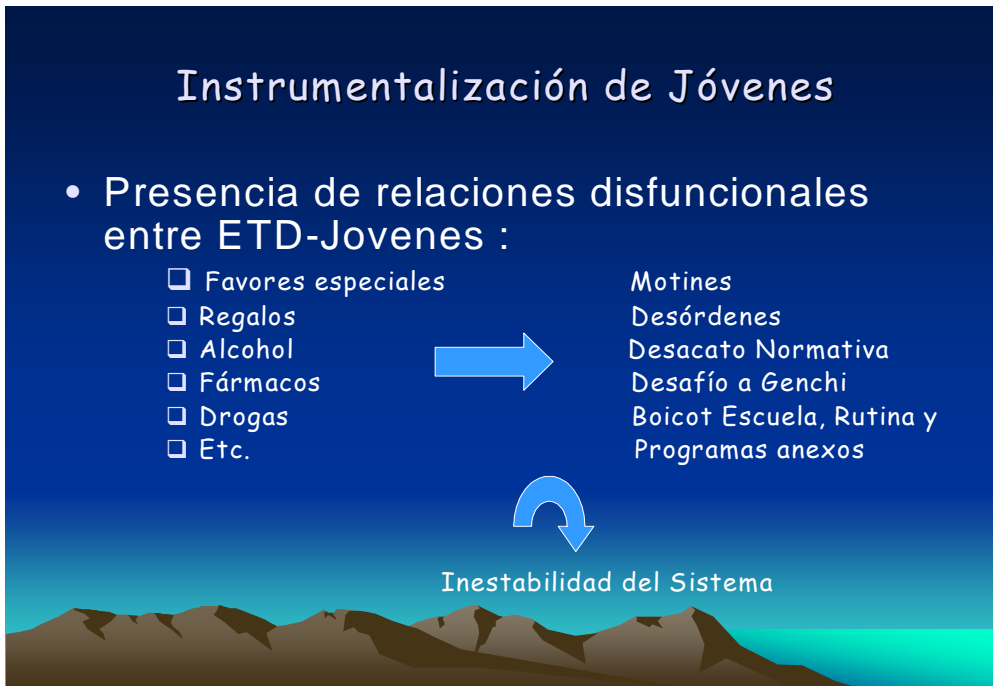 Instrumentalización de Jóvenes
• Presencia de relaciones disfuncionales
entre ETD-Jovenes :
❑ Favores especiales
❑ Regalos
❑ Alcohol
❑ Fármacos
❑ Drogas
❑ Etc.
Motines
Desórdenes
Desacato Normativa
Desafío a Genchi
Boicot Escuela, Rutina y
Programas anexos
Inestabilidad del Sistema